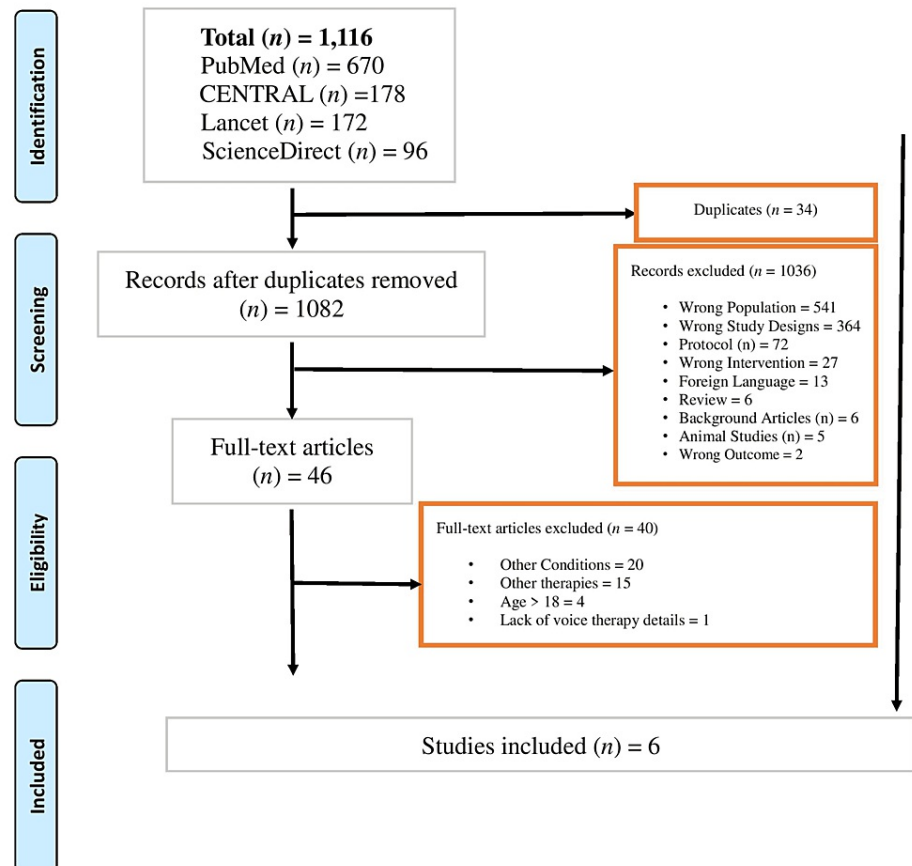 Identification
Total (n) = 1,116
PubMed (n) = 670
CENTRAL (n) =178
Lancet (n) = 172
ScienceDirect (n) = 96
Duplicates (n = 34)
Screening
Records after duplicates removed
(n) = 1082
Records excluded (n = 1036)
• Wrong Population = 541
• Wrong Study Designs = 364
• Protocol (n) = 72
• Wrong Intervention = 27
• Foreign Language = 13
• Review = 6
• Background Articles (n) = 6
• Animal Studies (n) = 5
• Wrong Outcome = 2
Full-text articles
(n) = 46
Eligibility
Full-text articles excluded (n = 40)
• Other Conditions = 20
• Other therapies = 15
• Age > 18 = 4
• Lack of voice therapy details = 1
Included
Studies included (n) = 6